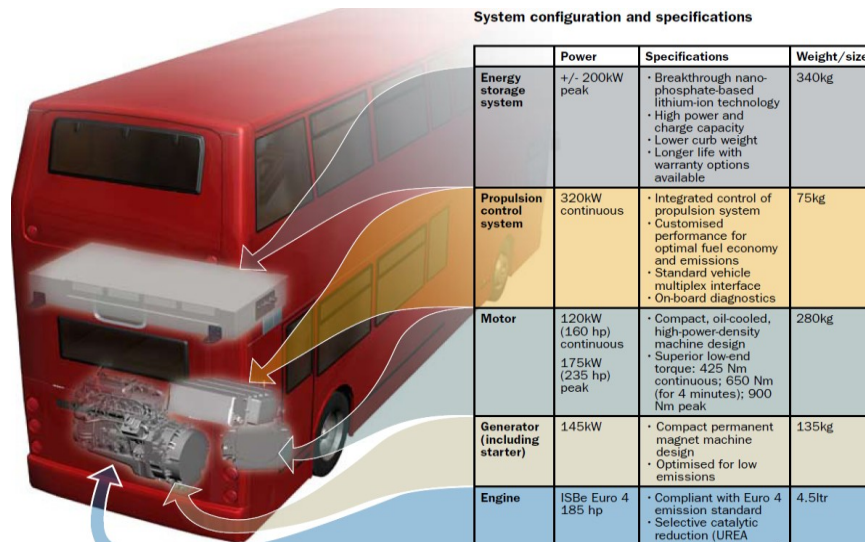 System configuration and specifications
Power Specifications Weight/size
Energy storage system
+/- 200kW peak
• Breakthrough nano-
phosphate-based
lithium-ion technology
• High power and
charge capacity
• Lower curb weight
• Longer life with
warranty options
available
340kg
Propulsion
control
system
320kW
continuous
• Integrated control of
propulsion system
• Customised
performance for
optimal fuel economy
and emissions
• Standard vehicle
multiplex interface
• On-board diagnostics
75kg
Motor
120kW
(160 hp)
continuous
175kW
(235 hp)
peak
• Compact, oil-cooled,
high-power-density
machine design
• Superior low-end
torque: 425 Nm
continuous; 650 Nm
(for 4 minutes); 900
Nm peak
280kg
Generator
(including
starter)
145kW
• Compact permanent
magnet machine
design
• Optimised for low
emissions
135kg
Engine
ISBe Euro 4
185 hp
• Compliant with Euro 4
emission standard
• Selective catalytic
reduction (UREA
4.5ltr